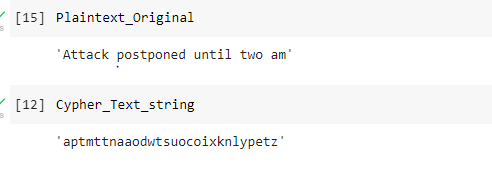 [15] Plaintext_Original
'Attack postponed until two am'
[12] Cypher_Text_string
'aptmttnaaodwtsuocoixknlypetz'